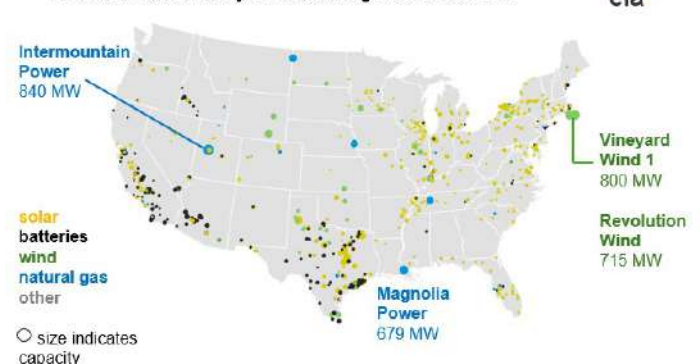 eia
Intermountain
Power
840 MW
Vineyard
Wind 1
800 MW
Revolution
Wind
715 MW
solar
batteries
wind
natural gas
other
Magnolia
Power
679 MW
size indicates
capacity